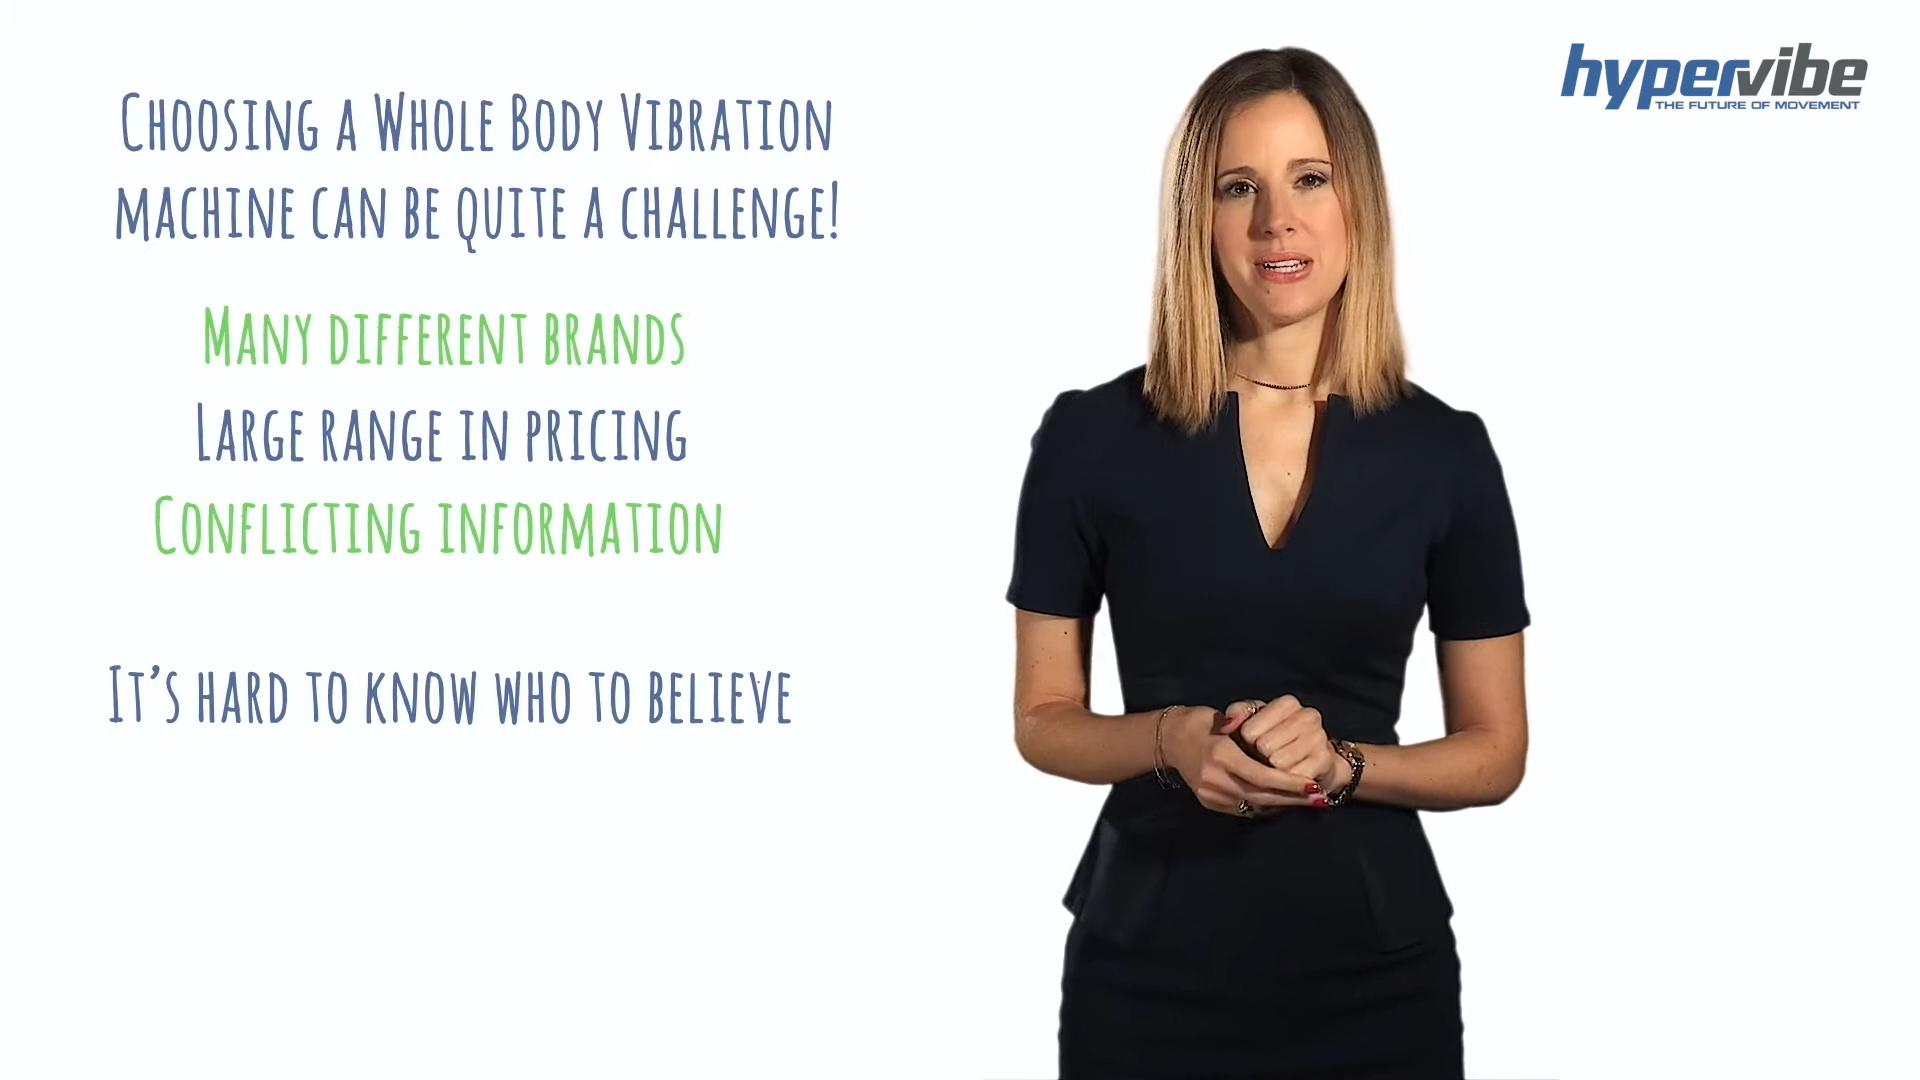 Choosing a Whole Body Vibration
machine can be quite a challenge!
Many different brands
Large range in pricing
Conflicting information
It's hard to know who to believe
hypervibe
THE FUTURE OF MOVEMENT